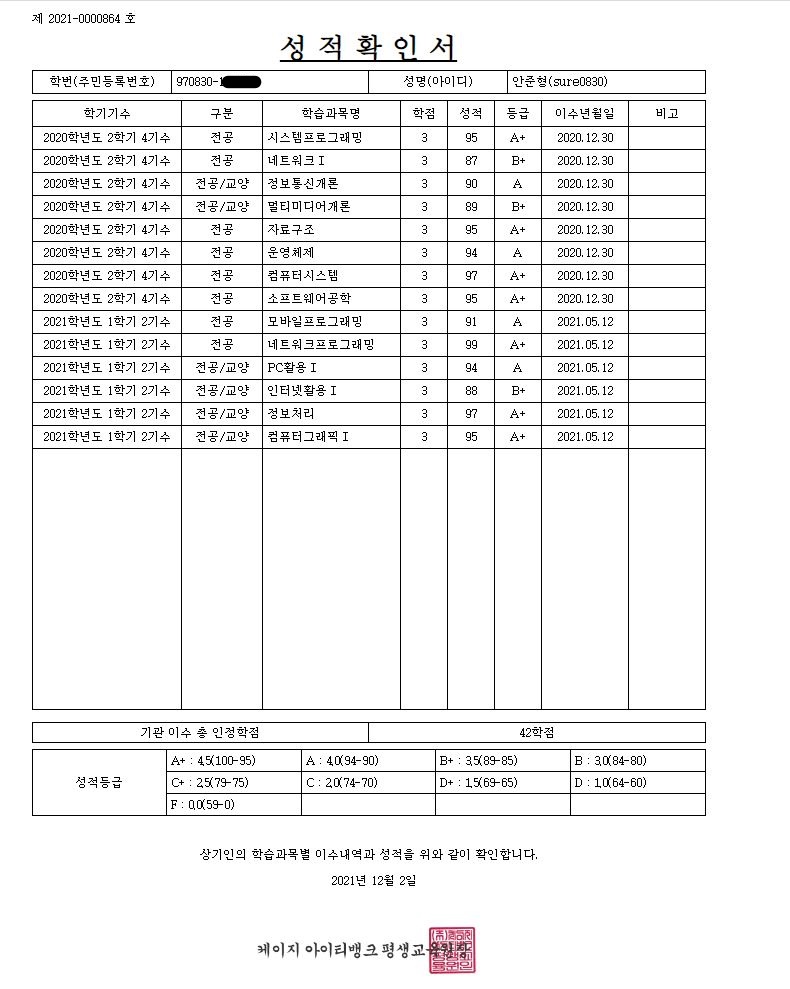 제 2021-0000864 호
성적확인서
학번(주민등록번호) 970830-1 성명(아이디) 안준형(sure0830)
학기기수 구분 학습과목명 학점 성적 등급 이수년월일 비고
2020학년도 2학기 4기수 전공 시스템프로그래밍 3 95 A+ 2020.12.30
2020학년도 2학기 4기수 전공 네트워크Ⅰ 3 87 B+ 2020.12.30
2020학년도 2학기 4기수 전공/교양 정보통신개론 3 90 A 2020.12.30
2020학년도 2학기 4기수 전공/교양 멀티미디어개론 3 89 B+ 2020.12.30
2020학년도 2학기 4기수 전공 자료구조 3 95 A+ 2020.12.30
2020학년도 2학기 4기수 전공 운영체제 3 94 A 2020.12.30
2020학년도 2학기 4기수 전공 컴퓨터시스템 3 97 A+ 2020.12.30
2020학년도 2학기 4기수 전공 소프트웨어공학 3 95 A+ 2020.12.30
2021학년도 1학기 2기수 전공 모바일프로그래밍 3 91 A 2021.05.12
2021학년도 1학기 2기수 전공 네트워크프로그래밍 3 99 A+ 2021.05.12
2021학년도 1학기 2기수 전공/교양 PC활용Ⅰ 3 94 A 2021.05.12
2021학년도 1학기 2기수 전공/교양 인터넷활용Ⅰ 3 88 B+ 2021.05.12
2021학년도 1학기 2기수 전공/교양 정보처리 3 97 A+ 2021.05.12
2021학년도 1학기 2기수 전공/교양 컴퓨터그래픽Ⅰ 3 95 A+ 2021.05.12
기관 이수 총 인정학점 42학점
성적등급
A+ : 4.5(100-95) A : 4.0(94-90) B+ : 3.5(89-85) B : 3.0(84-80)
C+ : 2.5(79-75) C : 2.0(74-70) D+ : 1.5(69-65) D : 1.0(64-60)
F : 0.0(59-0)
상기인의 학습과목별 이수내역과 성적을 위와 같이 확인합니다.
2021년 12월 2일
케이지 아이티뱅크 평생교육원장